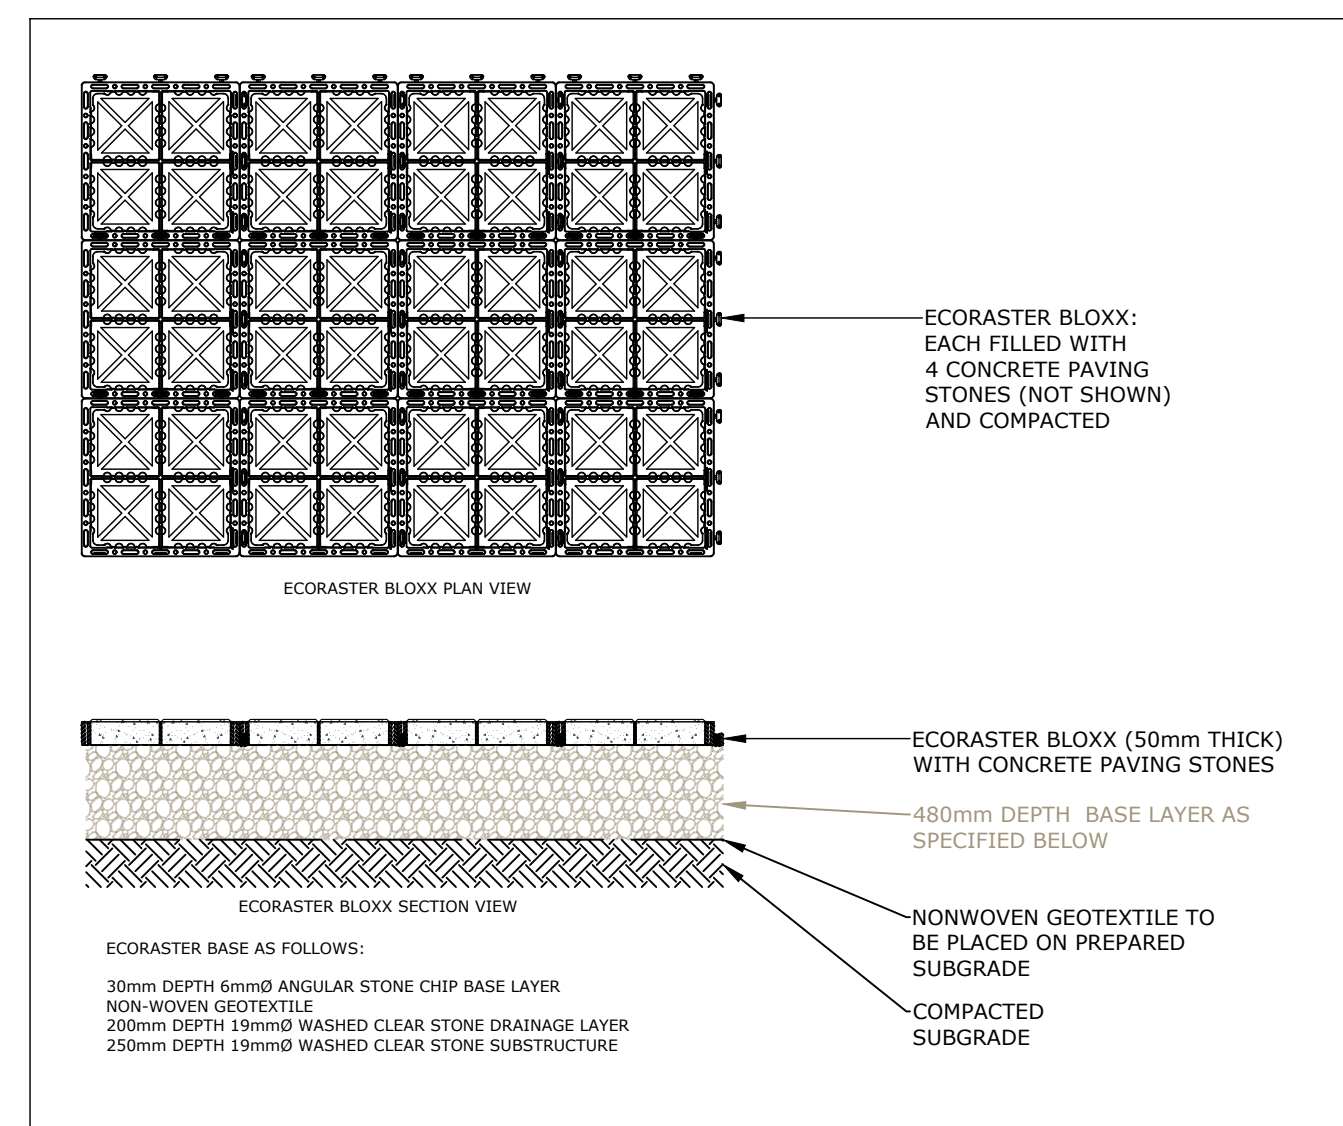 ECORASTER BLOXX:
EACH FILLED WITH
4 CONCRETE PAVING
STONES (NOT SHOWN)
AND COMPACTED
ECORASTER BLOXX PLAN VIEW
ECORASTER BLOXX (50mm THICK)
WITH CONCRETE PAVING STONES
480mm DEPTH BASE LAYER AS
SPECIFIED BELOW
NONWOVEN GEOTEXTILE TO
BE PLACED ON PREPARED
SUBGRADE
COMPACTED
SUBGRADE
ECORASTER BLOXX SECTION VIEW
ECORASTER BASE AS FOLLOWS:
30mm DEPTH 6mmØ ANGULAR STONE CHIP BASE LAYER
NON-WOVEN GEOTEXTILE
200mm DEPTH 19mmØ WASHED CLEAR STONE DRAINAGE LAYER
250mm DEPTH 19mmØ WASHED CLEAR STONE SUBSTRUCTURE